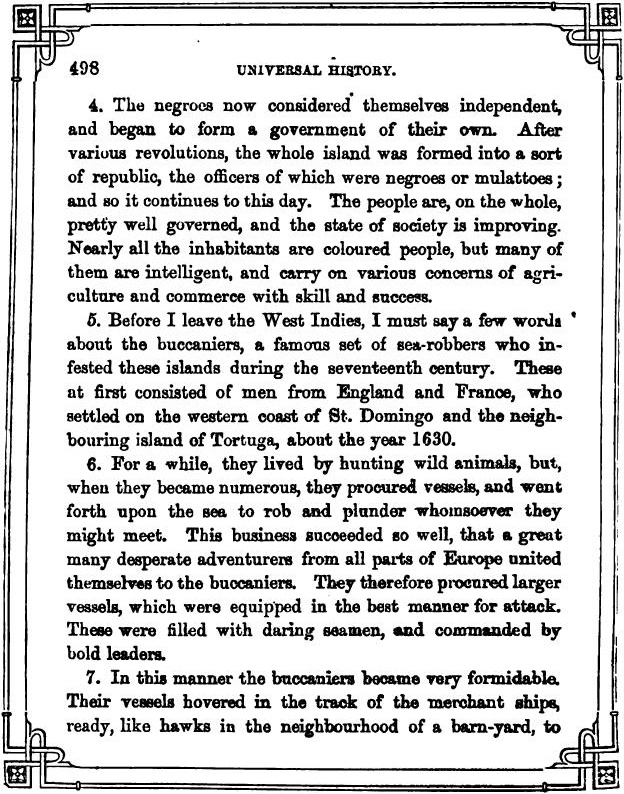 498
UNIVERSAL HISTORY.
4. The negroes now considered themselves independent,
and began to form a government of their own. After
various revolutions, the whole island was formed into a sort
of republic, the officers of which were negroes or mulattoes;
and so it continues to this day. The people are, on the whole,
pretty well governed, and the state of society is improving.
Nearly all the inhabitants are coloured people, but many of
them are intelligent, and carry on various concerns of agri-
culture and commerce with skill and success.
5. Before I leave the West Indies, I must say a few words
about the buccaniers, a famous set of sea-robbers who in-
fested these islands during the seventeenth century. These
at first consisted of men from England and France, who
settled on the western coast of St. Domingo and the neigh-
bouring island of Tortuga, about the year 1630.
6. For a while, they lived by hunting wild animals, but,
when they became numerous, they procured vessels, and went
forth upon the sea to rob and plunder whomsoever they
might meet. This business succeeded so well, that a great
many desperate adventurers from all parts of Europe united
themselves to the buccaniers. They therefore procured larger
vessels, which were equipped in the best manner for attack.
These were filled with daring seamen, and commanded by
bold leaders.
7. In this manner the buccaniers became very formidable.
Their vessels hovered in the track of the merchant ships,
ready, like hawks in the neighbourhood of a barn-yard, to